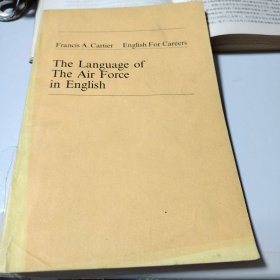 Francis A. Cartier English For Careers
The Language of
The Air Force
in English